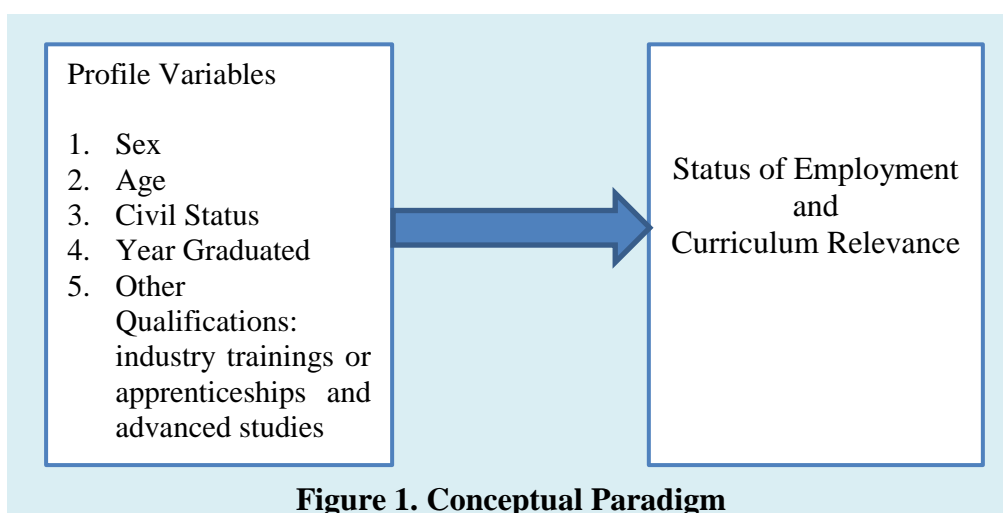 Profile Variables
1. Sex
2. Age
3. Civil Status
4. Year Graduated
5. Other
Qualifications:
industry trainings or
apprenticeships and
advanced studies
Status of Employment
and
Curriculum Relevance
Figure 1. Conceptual Paradigm